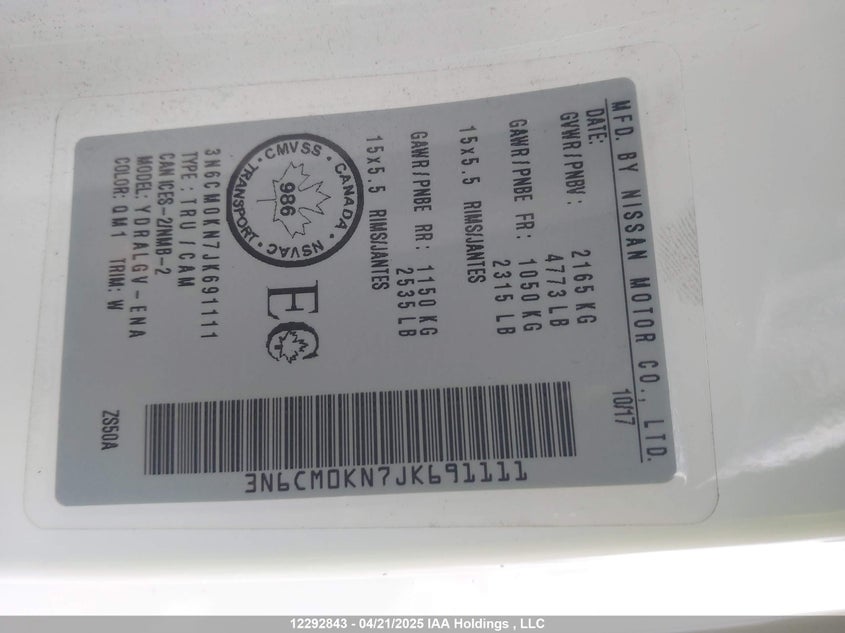 MFD. BY NISSAN MOTOR CO., LTD.
DATE: 10/17
GVWR/PNBV: 2165 KG
4773 LB
GAWR/PNBE FR: 1050 KG
2315 LB
15x5.5 RIMS/JANTES
GAWR/PNBE RR: 1150 KG
2535 LB
15x5.5 RIMS/JANTES
CMVSS • CANADA • NSVAC • TRANSPORT •
986
EC
3N6CM0KN7JK691111
TYPE: TRU/CAM
CAN ICES-2/NMB-2
MODEL: YDRALGV-ENA
COLOR: QM1 TRIM: W
ZS50A
3N6CM0KN7JK691111
12292843 - 04/21/2025 IAA Holdings , LLC